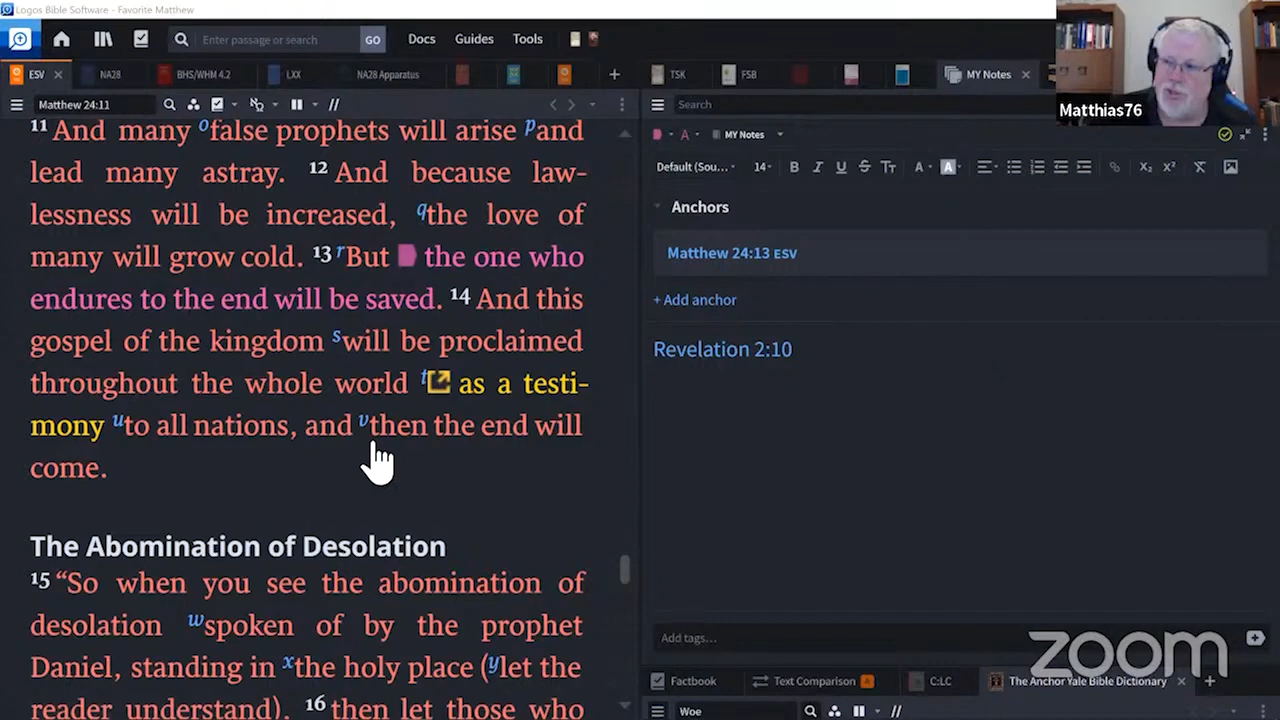 Logos Bible Software - Favorite Matthew
Enter passage or search GO Docs Guides Tools
ESV NA28 BHS/WHM 4.2 LXX NA28 Apparatus
Matthew 24:11
11 And many o false prophets will arise p and
lead many astray. 12 And because law-
lessness will be increased, q the love of
many will grow cold. 13 r But the one who
endures to the end will be saved. 14 And this
gospel of the kingdom s will be proclaimed
throughout the whole world t as a testi-
mony u to all nations, and v then the end will
come.
The Abomination of Desolation
15 “So when you see the abomination of
desolation w spoken of by the prophet
Daniel, standing in x the holy place (y let the
reader understand), 16 then let those who
TSK FSB MY Notes
Search
MY Notes
Default (Sou... 14 B I U S TT A A X2 X2
Anchors
Matthew 24:13 ESV
+ Add anchor
Revelation 2:10
Add tags...
Factbook Text Comparison A C:LC The Anchor Yale Bible Dictionary
Woe
Matthias76
zoom